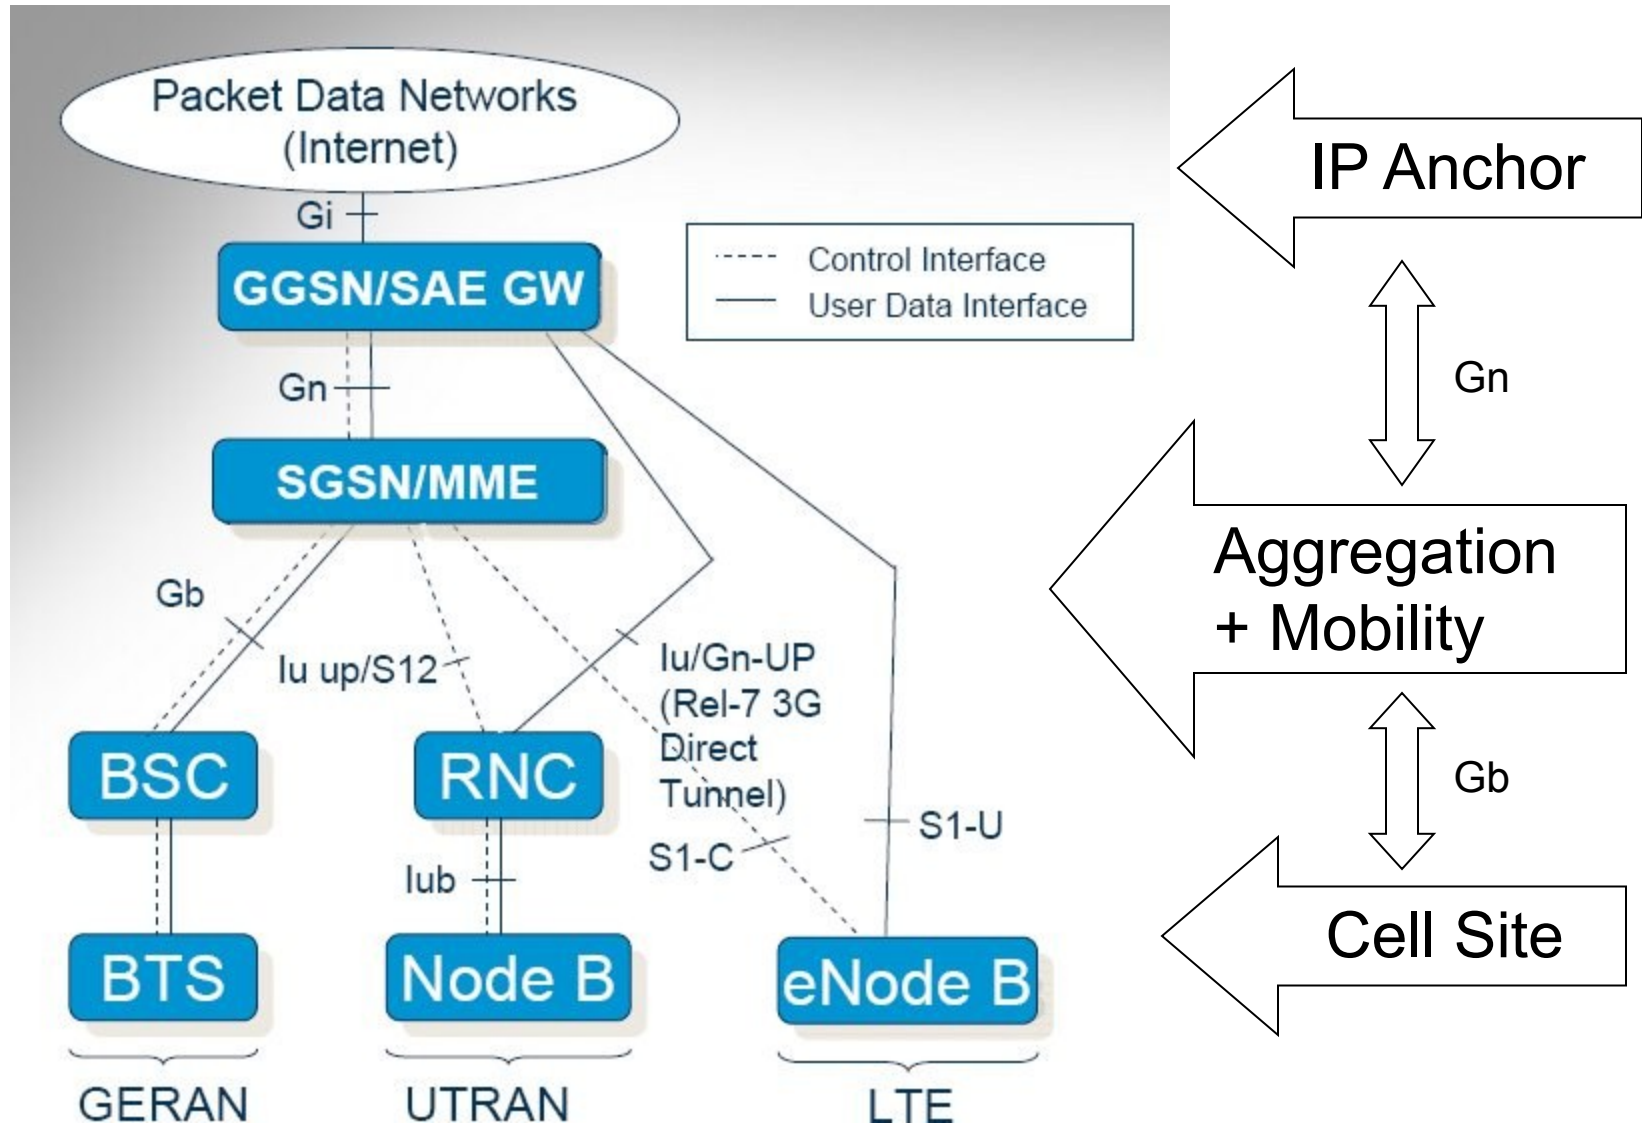 Packet Data Networks
(Internet)
Gi
GGSN/SAE GW
Control Interface
User Data Interface
Gn
SGSN/MME
Gb
Iu up/S12
Iu/Gn-UP
(Rel-7 3G
Direct
Tunnel)
BSC
RNC
S1-C
S1-U
Iub
BTS
Node B
eNode B
GERAN
UTRAN
LTE
IP Anchor
Gn
Aggregation
+ Mobility
Gb
Cell Site